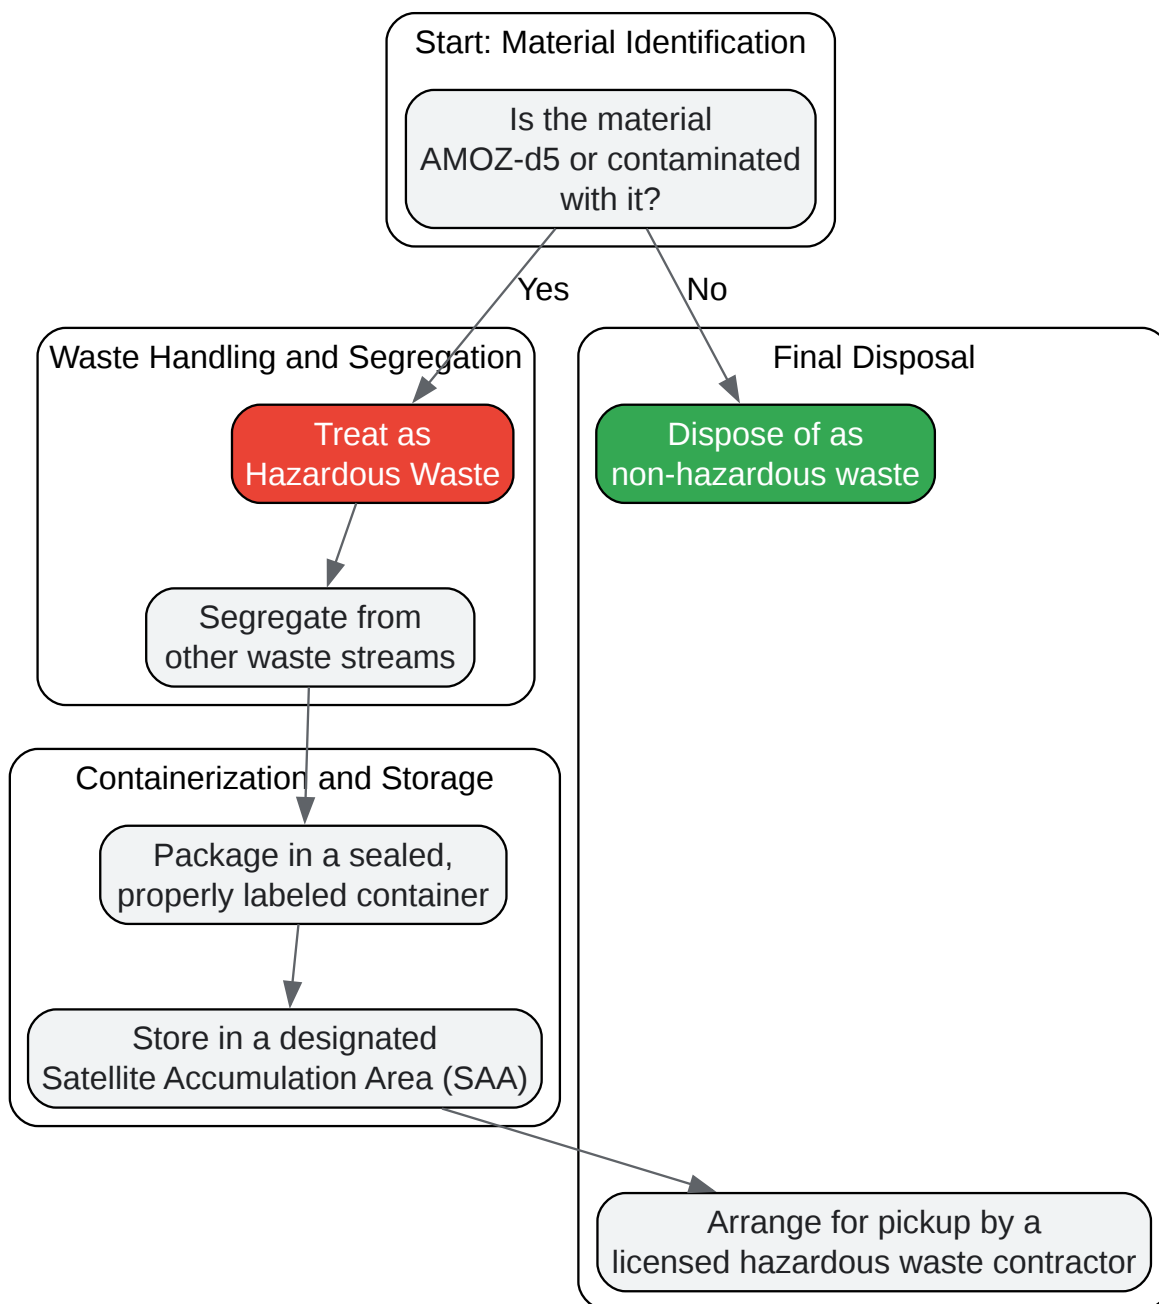 Start: Material Identification
Is the material
AMOZ-d5 or contaminated
with it?
Yes
No
Waste Handling and Segregation
Final Disposal
Treat as
Hazardous Waste
Dispose of as
non-hazardous waste
Segregate from
other waste streams
Containerization and Storage
Package in a sealed,
properly labeled container
Store in a designated
Satellite Accumulation Area (SAA)
Arrange for pickup by a
licensed hazardous waste contractor